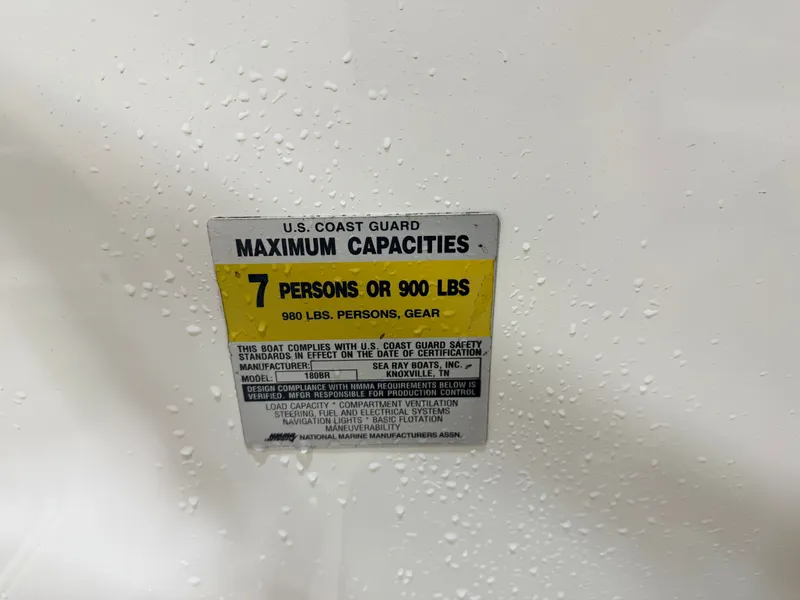 U.S. COAST GUARD
MAXIMUM CAPACITIES
7 PERSONS OR 900 LBS
980 LBS. PERSONS, GEAR
THIS BOAT COMPLIES WITH U.S. COAST GUARD SAFETY
STANDARDS IN EFFECT ON THE DATE OF CERTIFICATION
MANUFACTURER: SEA RAY BOATS, INC.
MODEL: 180BR KNOXVILLE, TN
DESIGN COMPLIANCE WITH NMMA REQUIREMENTS BELOW IS
VERIFIED. MFGR RESPONSIBLE FOR PRODUCTION CONTROL
LOAD CAPACITY * COMPARTMENT VENTILATION
STEERING, FUEL AND ELECTRICAL SYSTEMS
NAVIGATION LIGHTS * BASIC FLOTATION
MANEUVERABILITY
NATIONAL MARINE MANUFACTURERS ASSN.